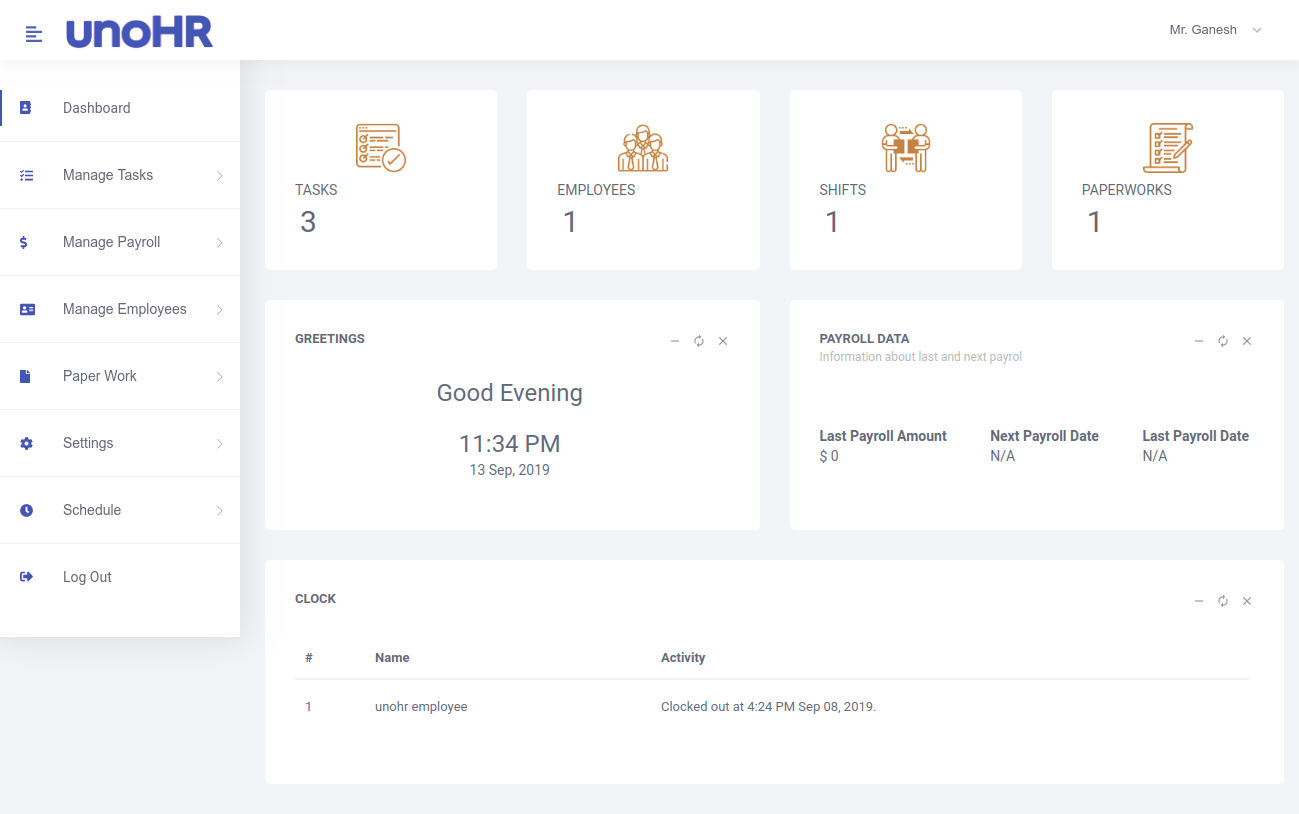 unoHR
Mr. Ganesh
Dashboard
Manage Tasks
Manage Payroll
Manage Employees
Paper Work
Settings
Schedule
Log Out
TASKS
3
EMPLOYEES
1
SHIFTS
1
PAPERWORKS
1
GREETINGS
Good Evening
11:34 PM
13 Sep, 2019
PAYROLL DATA
Information about last and next payrol
Last Payroll Amount Next Payroll Date Last Payroll Date
$ 0 N/A N/A
CLOCK
# Name Activity
1 unohr employee Clocked out at 4:24 PM Sep 08, 2019.